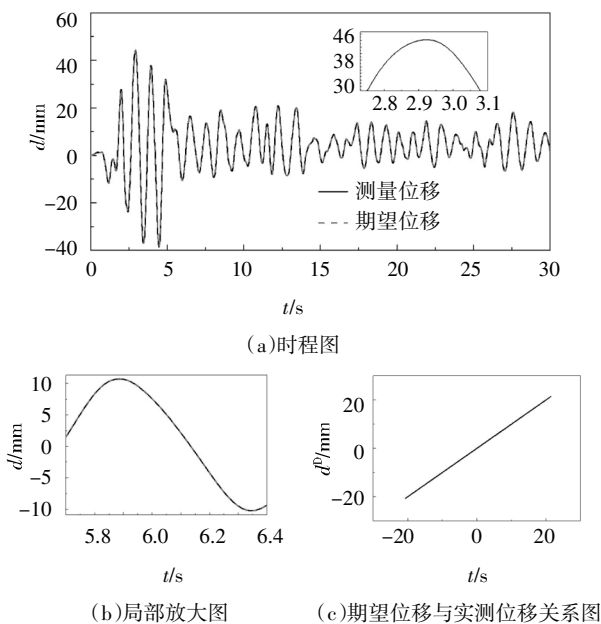 60
40
20
0
-20
-40
d/mm
46
38
30
2.8 2.9 3.0 3.1
测量位移
期望位移
0 5 10 15 20 25 30
t/s
(a)时程图
10
5
0
-5
-10
d/mm
5.8 6.0 6.2 6.4
t/s
(b)局部放大图
20
0
-20
dᴰ/mm
-20 0 20
t/s
(c)期望位移与实测位移关系图